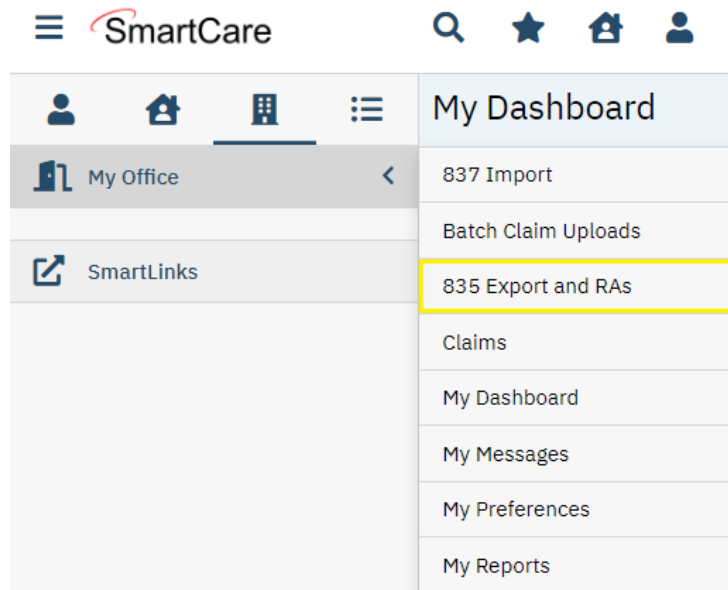 SmartCare
My Office
SmartLinks
My Dashboard
837 Import
Batch Claim Uploads
835 Export and RAs
Claims
My Dashboard
My Messages
My Preferences
My Reports